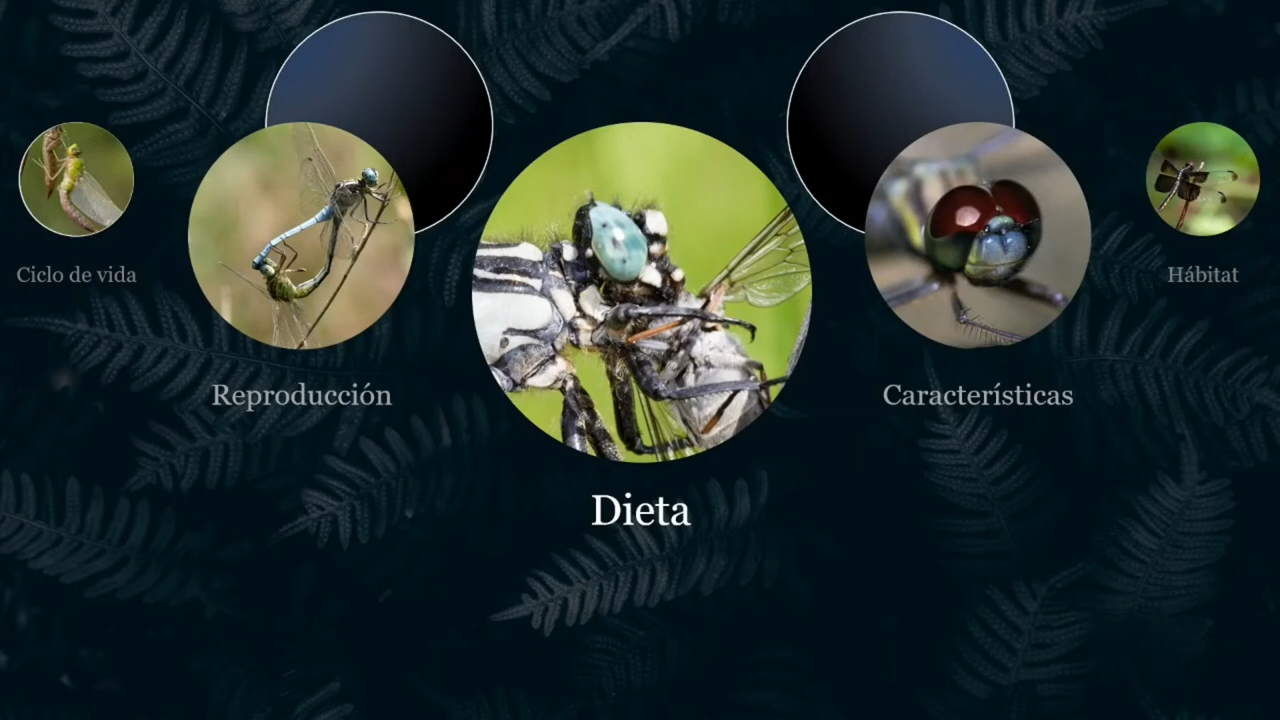 Ciclo de vida
Reproducción
Dieta
Características
Hábitat